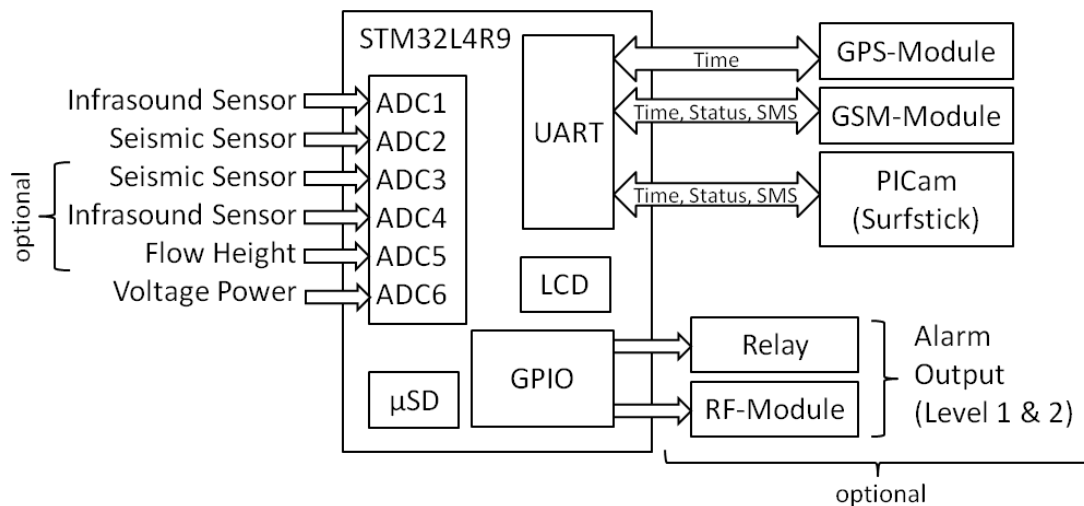 STM32L4R9
Infrasound Sensor
Seismic Sensor
Seismic Sensor
Infrasound Sensor
Flow Height
Voltage Power
optional
ADC1
ADC2
ADC3
ADC4
ADC5
ADC6
UART
LCD
GPIO
µSD
Time
Time, Status, SMS
Time, Status, SMS
GPS-Module
GSM-Module
PICam
(Surfstick)
Relay
RF-Module
Alarm
Output
(Level 1 & 2)
optional